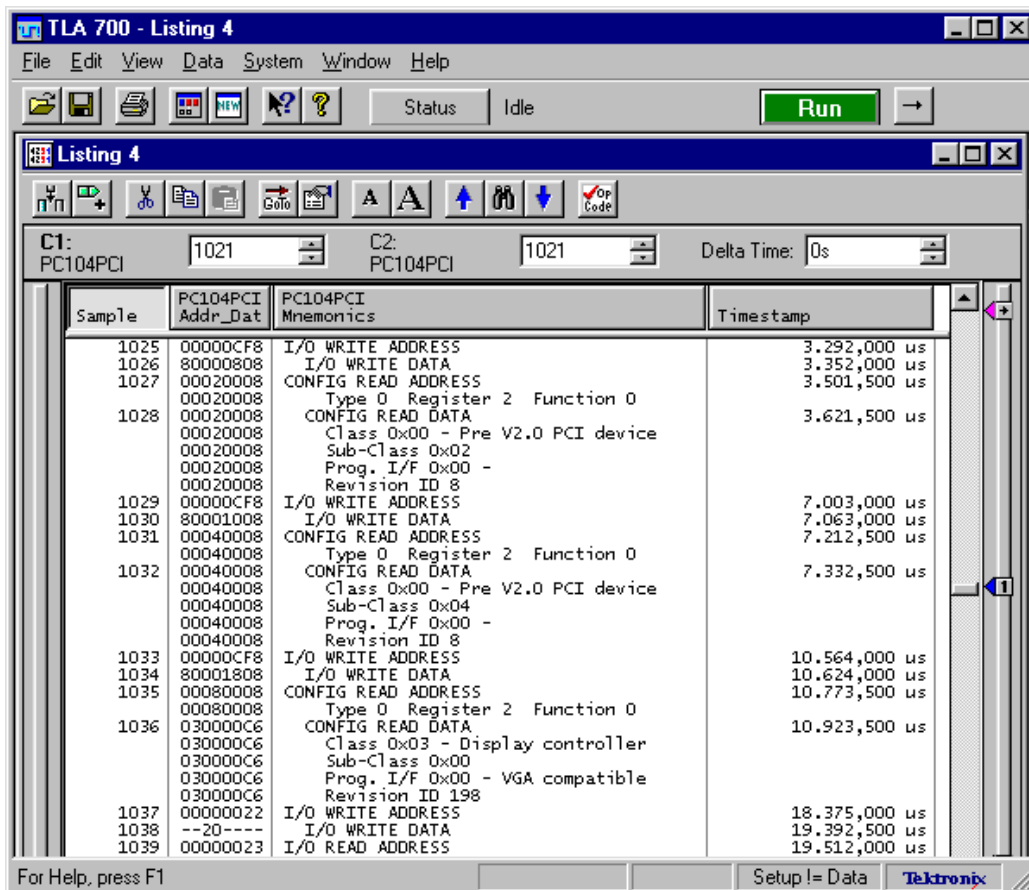 TLA 700 - Listing 4
File Edit View Data System Window Help
NEW Status Idle Run
Listing 4
GoTo A A Op Code
C1: PC104PCI 1021 C2: PC104PCI 1021 Delta Time: 0s
Sample PC104PCI Addr_Dat PC104PCI Mnemonics Timestamp
1025 00000CF8 I/O WRITE ADDRESS 3.292,000 us
1026 80000808 I/O WRITE DATA 3.352,000 us
1027 00020008 CONFIG READ ADDRESS 3.501,500 us
00020008 Type 0 Register 2 Function 0
1028 00020008 CONFIG READ DATA 3.621,500 us
00020008 Class 0x00 - Pre V2.0 PCI device
00020008 Sub-Class 0x02
00020008 Prog. I/F 0x00 -
00020008 Revision ID 8
1029 00000CF8 I/O WRITE ADDRESS 7.003,000 us
1030 80001008 I/O WRITE DATA 7.063,000 us
1031 00040008 CONFIG READ ADDRESS 7.212,500 us
00040008 Type 0 Register 2 Function 0
1032 00040008 CONFIG READ DATA 7.332,500 us
00040008 Class 0x00 - Pre V2.0 PCI device
00040008 Sub-Class 0x04
00040008 Prog. I/F 0x00 -
00040008 Revision ID 8
1033 00000CF8 I/O WRITE ADDRESS 10.564,000 us
1034 80001808 I/O WRITE DATA 10.624,000 us
1035 00080008 CONFIG READ ADDRESS 10.773,500 us
00080008 Type 0 Register 2 Function 0
1036 030000C6 CONFIG READ DATA 10.923,500 us
030000C6 Class 0x03 - Display controller
030000C6 Sub-Class 0x00
030000C6 Prog. I/F 0x00 - VGA compatible
030000C6 Revision ID 198
1037 00000022 I/O WRITE ADDRESS 18.375,000 us
1038 --20---- I/O WRITE DATA 19.392,500 us
1039 00000023 I/O READ ADDRESS 19.512,000 us
1
For Help, press F1 Setup != Data Tektronix